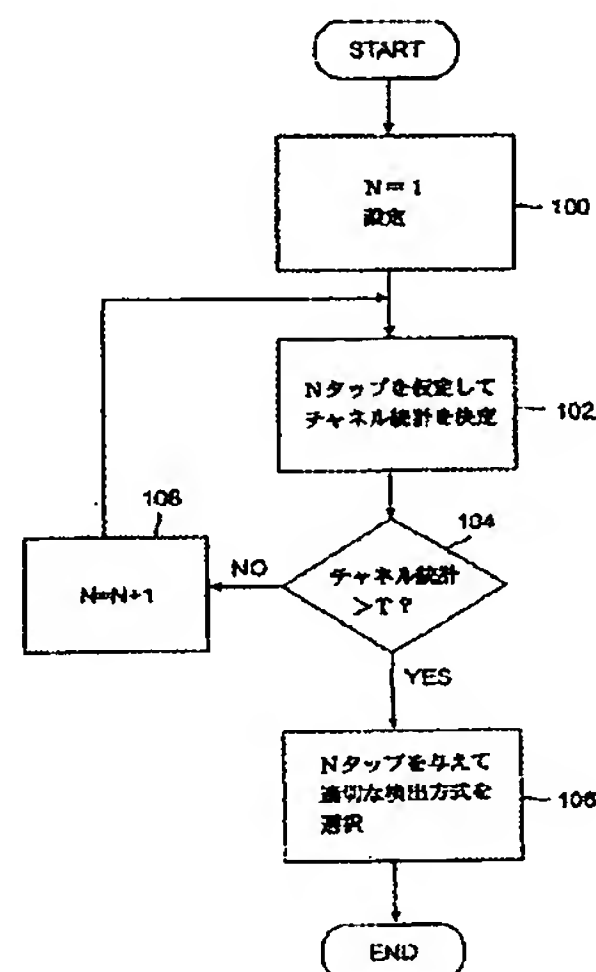 START
N=1
設定
100
Nタップを仮定して
チャネル統計を決定
102
108
N=N+1
NO
104
チャネル統計
>T?
YES
Nタップを与えて
適切な検出方式を
選択
106
END